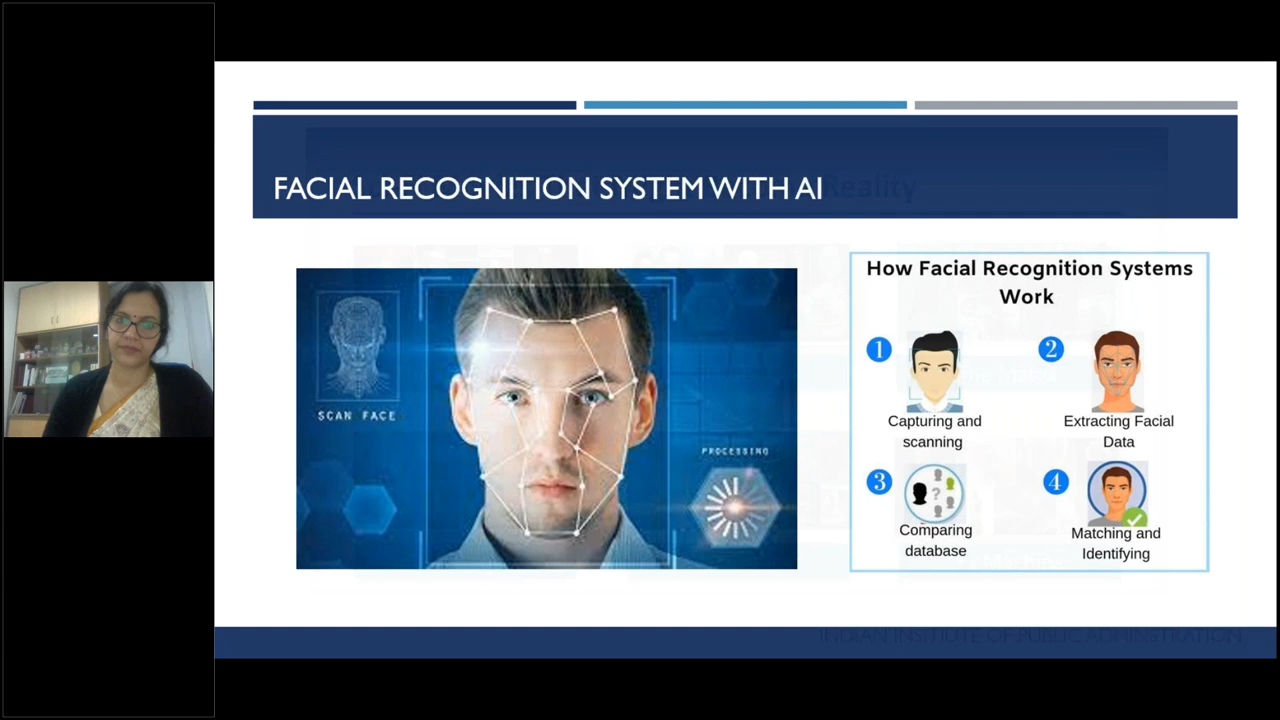 FACIAL RECOGNITION SYSTEM WITH AI
Reality
SCAN FACE
PROCESSING
How Facial Recognition Systems
Work
1
Capturing and
scanning
2
Extracting Facial
Data
3
?
Comparing
database
4
Matching and
Identifying
INDIAN INSTITUTE OF PUBLIC ADMINISTRATION